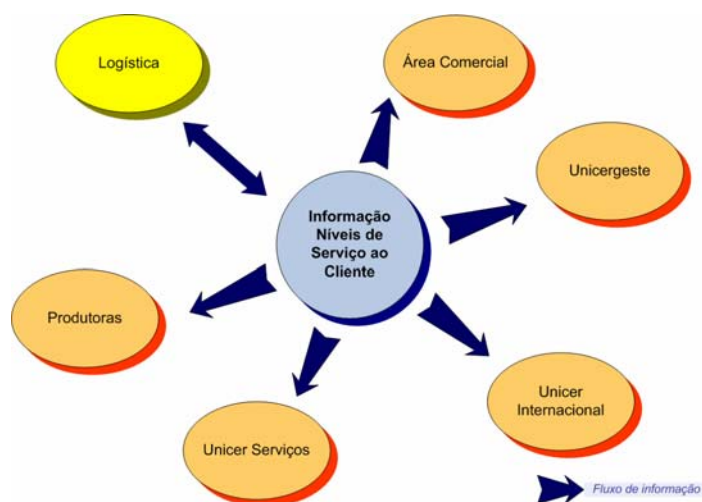 Logística
Área Comercial
Unicergeste
Informação
Níveis de
Serviço ao
Cliente
Produtoras
Unicer
Internacional
Unicer Serviços
Fluxo de informação